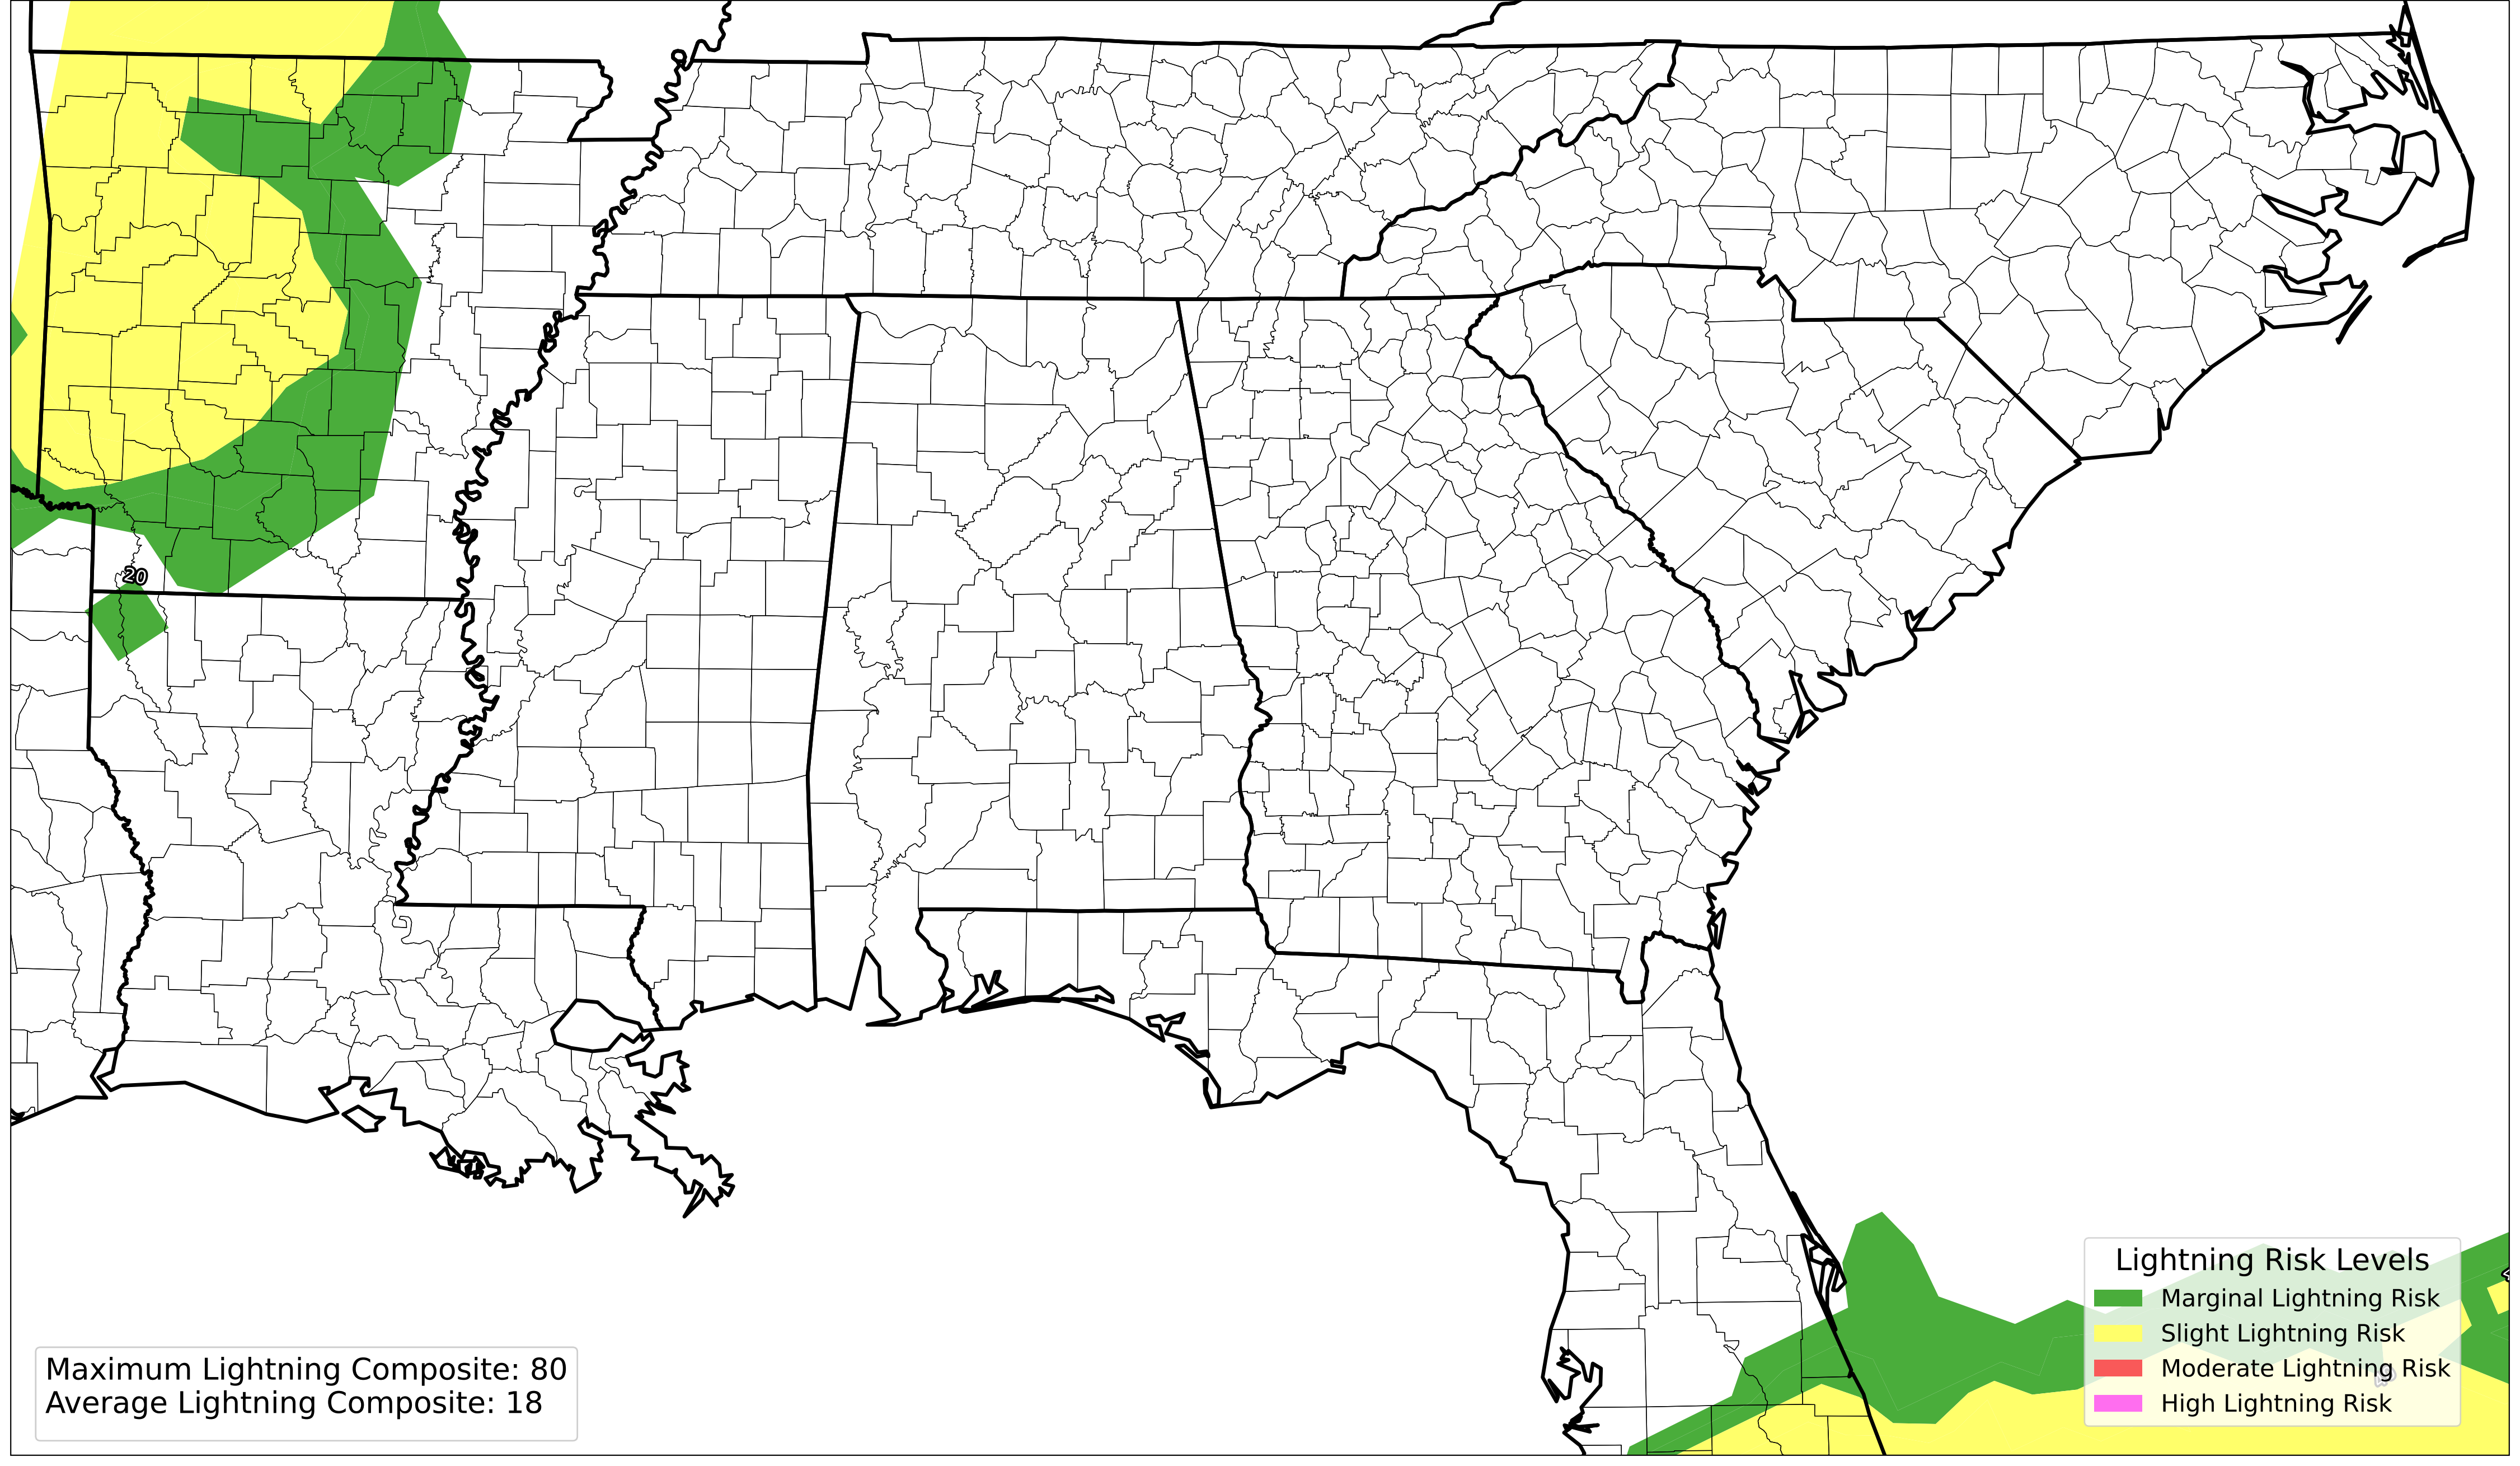 20
Lightning Risk Levels
Marginal Lightning Risk
Slight Lightning Risk
Moderate Lightning Risk
High Lightning Risk
Maximum Lightning Composite: 80
Average Lightning Composite: 18